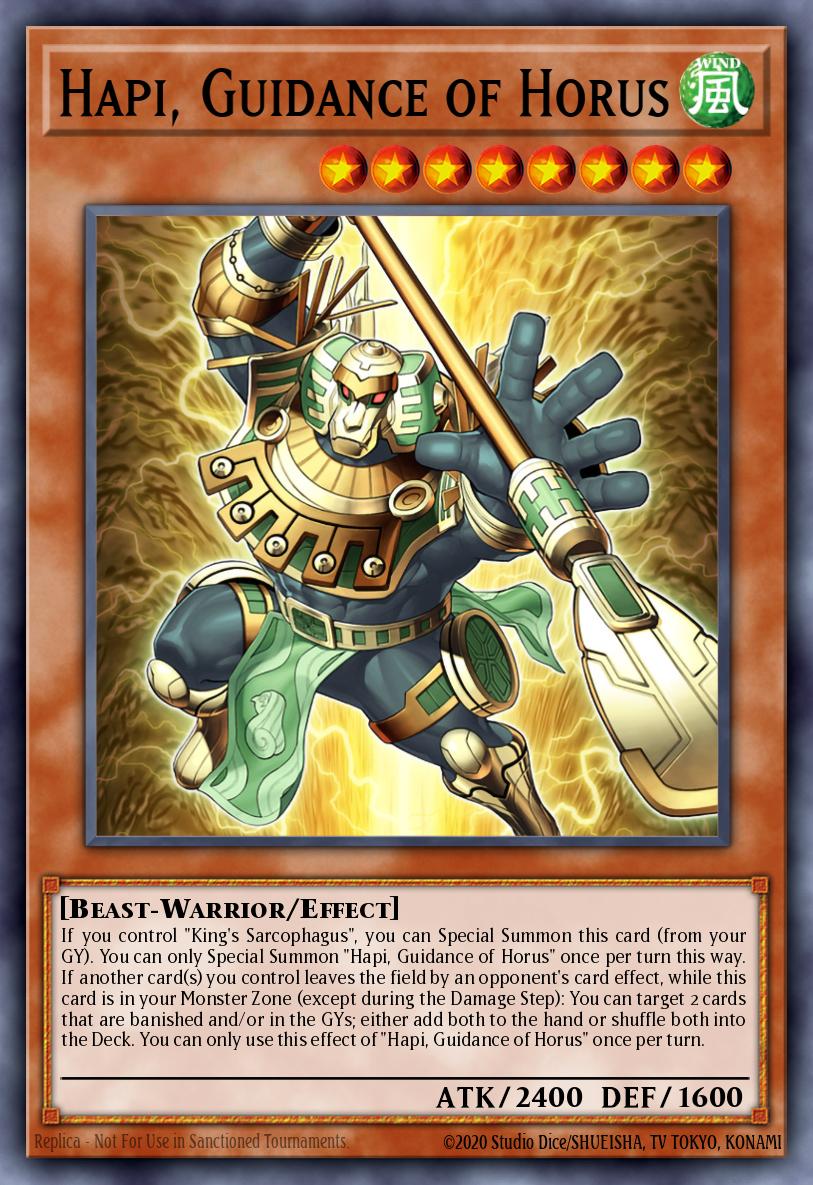 Hapi, Guidance of Horus
WIND
風
[Beast-Warrior/Effect]
If you control "King's Sarcophagus", you can Special Summon this card (from your
GY). You can only Special Summon "Hapi, Guidance of Horus" once per turn this way.
If another card(s) you control leaves the field by an opponent's card effect, while this
card is in your Monster Zone (except during the Damage Step): You can target 2 cards
that are banished and/or in the GYs; either add both to the hand or shuffle both into
the Deck. You can only use this effect of "Hapi, Guidance of Horus" once per turn.
ATK/2400 DEF/1600
Replica - Not For Use in Sanctioned Tournaments.
©2020 Studio Dice/SHUEISHA, TV TOKYO, KONAMI